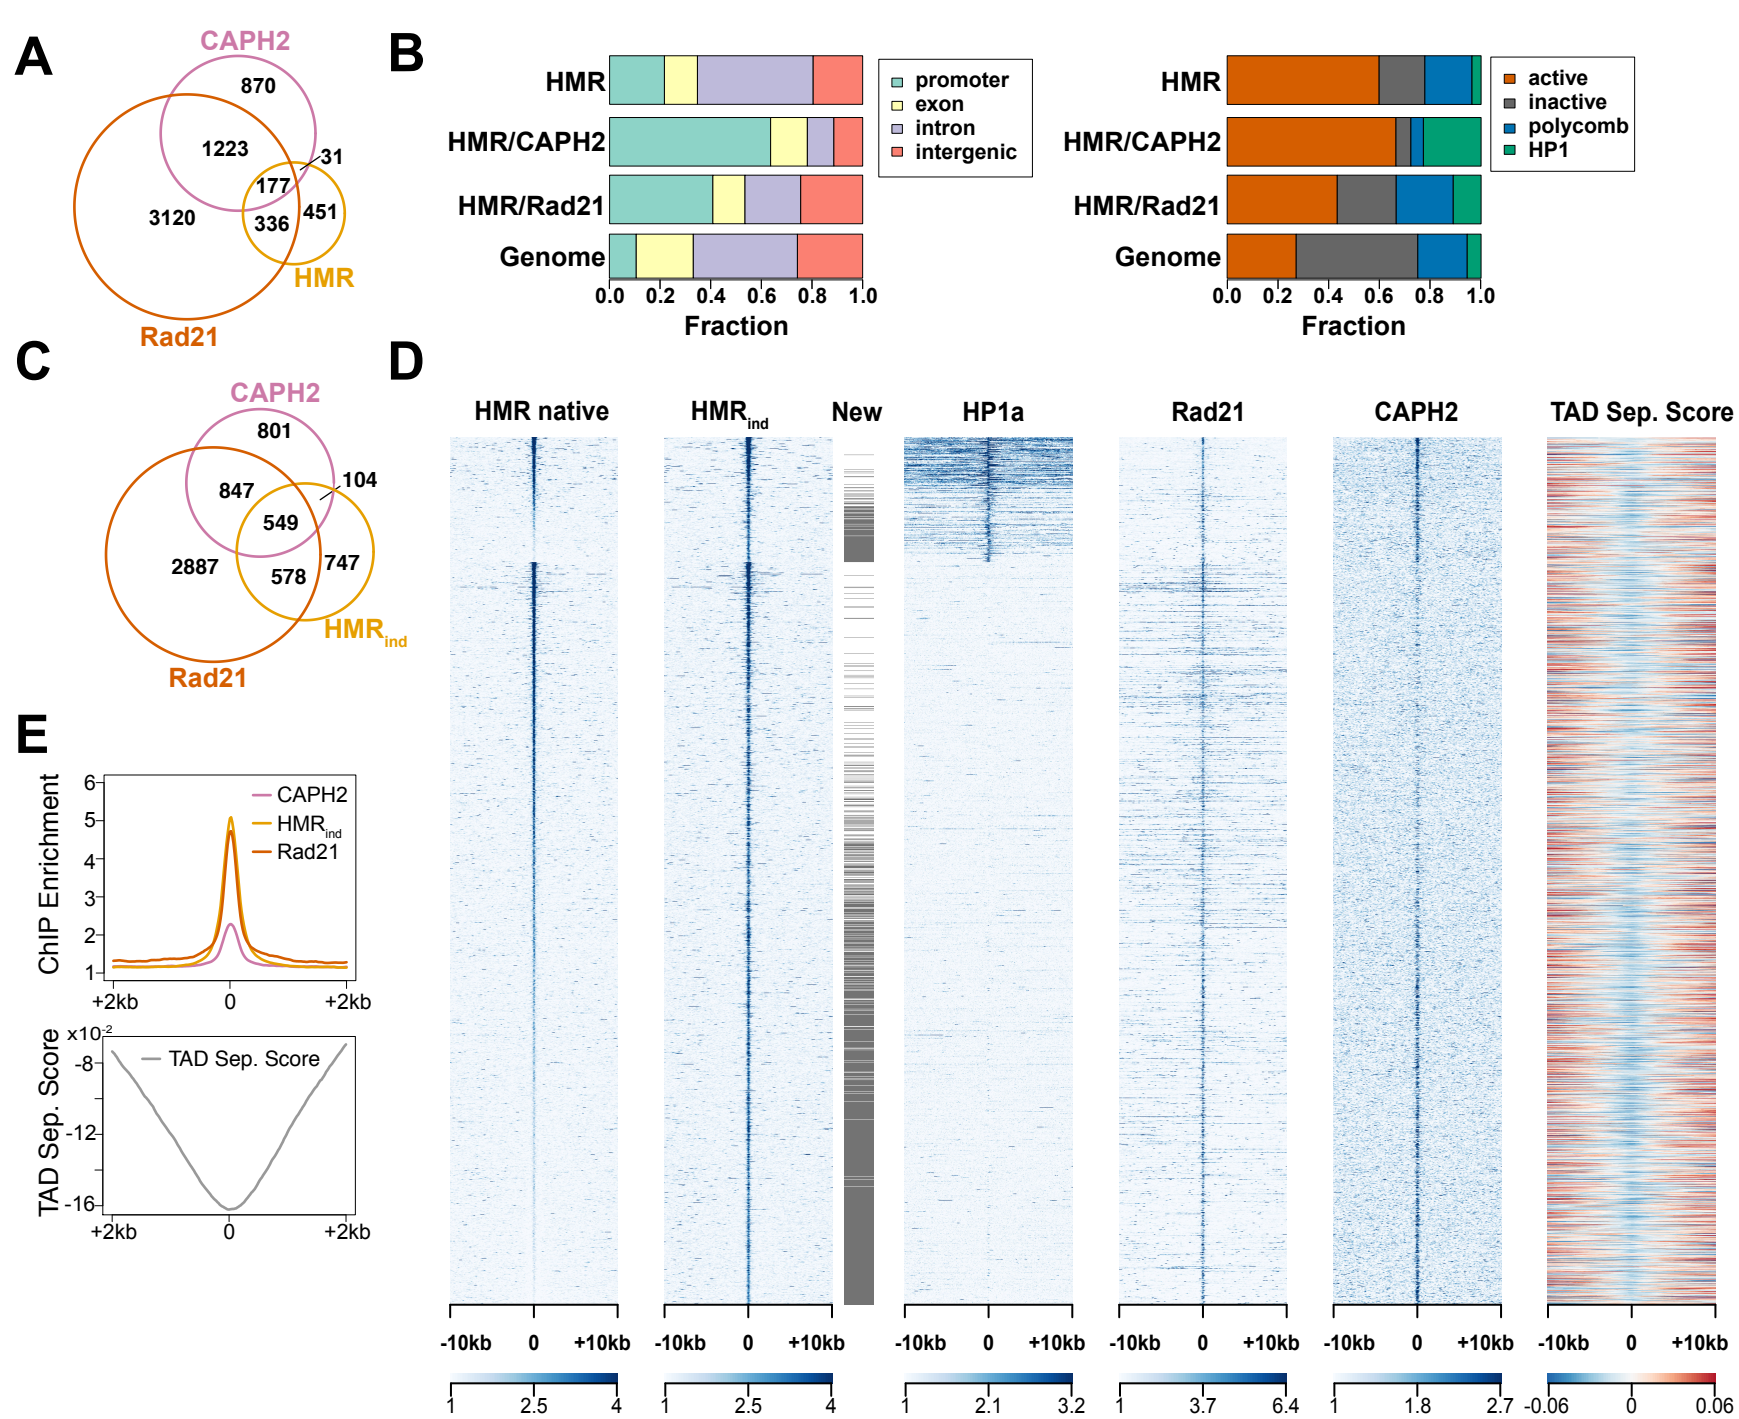 A
CAPH2
870
1223
31
177
3120
336
451
HMR
Rad21
B
HMR
HMR/CAPH2
HMR/Rad21
Genome
0.0 0.2 0.4 0.6 0.8 1.0
Fraction
promoter
exon
intron
intergenic
HMR
HMR/CAPH2
HMR/Rad21
Genome
0.0 0.2 0.4 0.6 0.8 1.0
Fraction
active
inactive
polycomb
HP1
C
CAPH2
801
104
847
549
2887
578
747
HMRind
Rad21
D
HMR native HMRind New HP1a Rad21 CAPH2 TAD Sep. Score
-10kb 0 +10kb -10kb 0 +10kb -10kb 0 +10kb -10kb 0 +10kb -10kb 0 +10kb -10kb 0 +10kb
1 2.5 4 1 2.5 4 1 2.1 3.2 1 3.7 6.4 1 1.8 2.7 -0.06 0 0.06
E
ChIP Enrichment
6
5
4
3
2
1
CAPH2
HMRind
Rad21
+2kb 0 +2kb
TAD Sep. Score
x10-2
-8
-12
-16
TAD Sep. Score
+2kb 0 +2kb